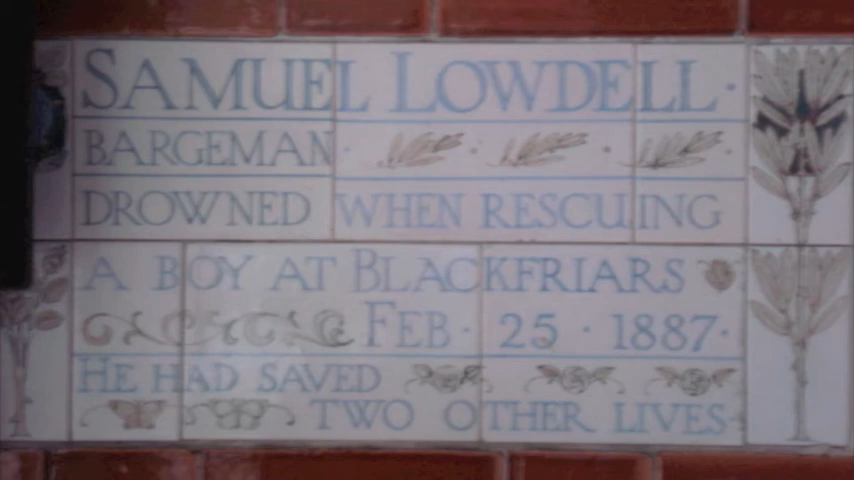 SAMUEL LOWDELL ·
BARGEMAN · · · ·
DROWNED WHEN RESCUING
A BOY AT BLACKFRIARS
FEB · 25 · 1887 ·
HE HAD SAVED
TWO OTHER LIVES